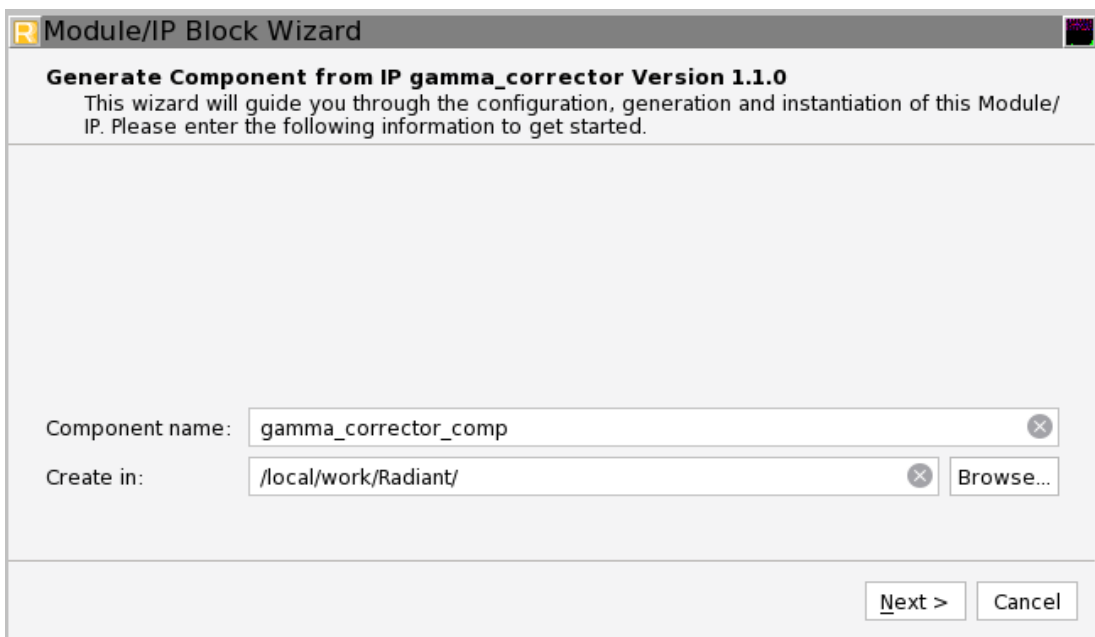 Module/IP Block Wizard
Generate Component from IP gamma_corrector Version 1.1.0
This wizard will guide you through the configuration, generation and instantiation of this Module/
IP. Please enter the following information to get started.
Component name: gamma_corrector_comp
Create in: /local/work/Radiant/ Browse...
Next > Cancel